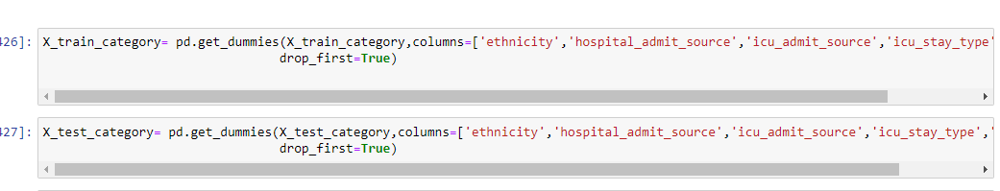 426]: X_train_category= pd.get_dummies(X_train_category,columns=['ethnicity','hospital_admit_source','icu_admit_source','icu_stay_type'
drop_first=True)
427]: X_test_category= pd.get_dummies(X_test_category,columns=['ethnicity','hospital_admit_source','icu_admit_source','icu_stay_type','
drop_first=True)